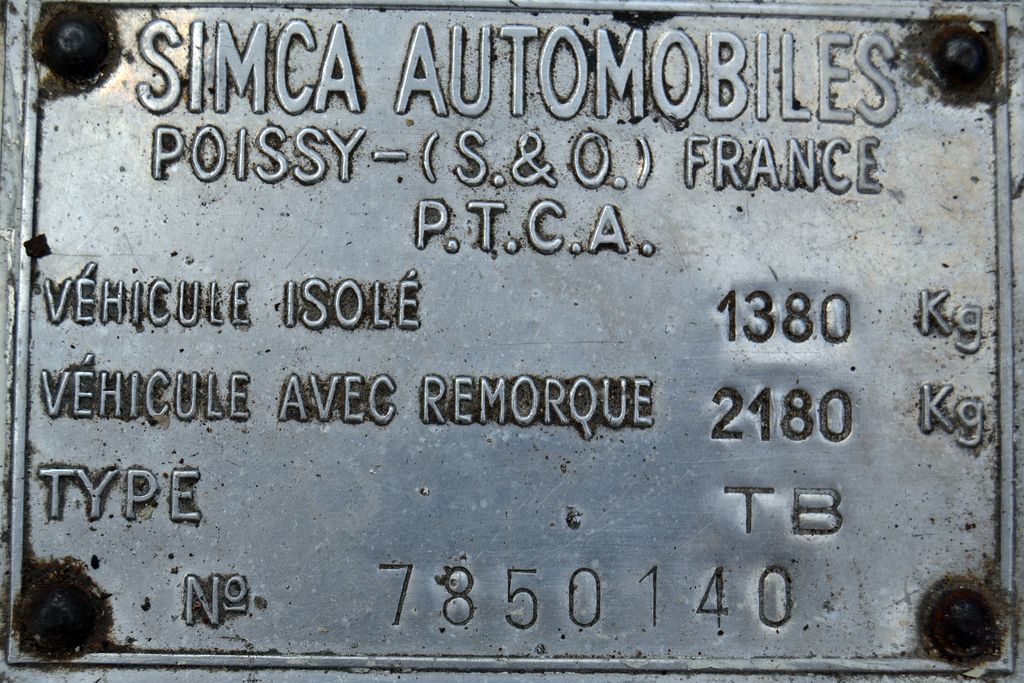 SIMCA AUTOMOBILES
POISSY-(S.&O.) FRANCE
P.T.C.A.
VÉHICULE ISOLÉ 1380 Kg
VÉHICULE AVEC REMORQUE 2180 Kg
TYPE TB
Nº 7850140